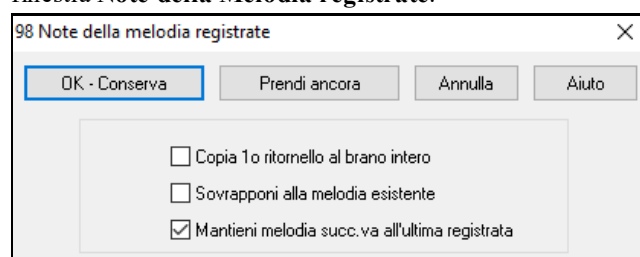 finestra Note della Melodia registrate.
98 Note della melodia registrate
OK - Conserva Prendi ancora Annulla Aiuto
Copia 1o ritornello al brano intero
Sovrapponi alla melodia esistente
Mantieni melodia succ.va all'ultima registrata